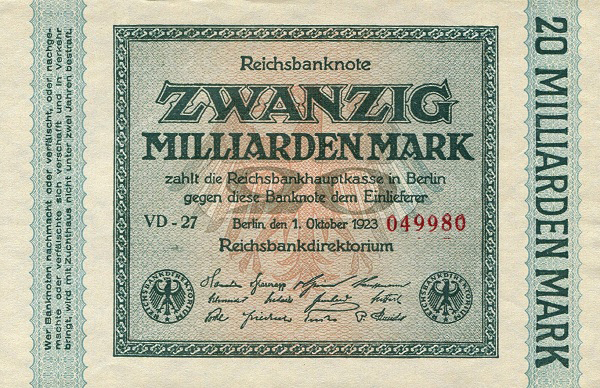 Reichsbanknote
ZWANZIG
MILLIARDEN MARK
zahlt die Reichsbankhauptkasse in Berlin
gegen diese Banknote dem Einlieferer
VD-27 Berlin, den 1. Oktober 1923 049980
Reichsbankdirektorium
REICHSBANKDIREKTORIUM
REICHSBANKDIREKTORIUM
20 MILLIARDEN MARK
Wer Banknoten nachmacht oder verfälscht, oder nachge-
machte oder verfälschte sich verschafft und in Verkehr
bringt, wird mit Zuchthaus nicht unter zwei Jahren bestraft.